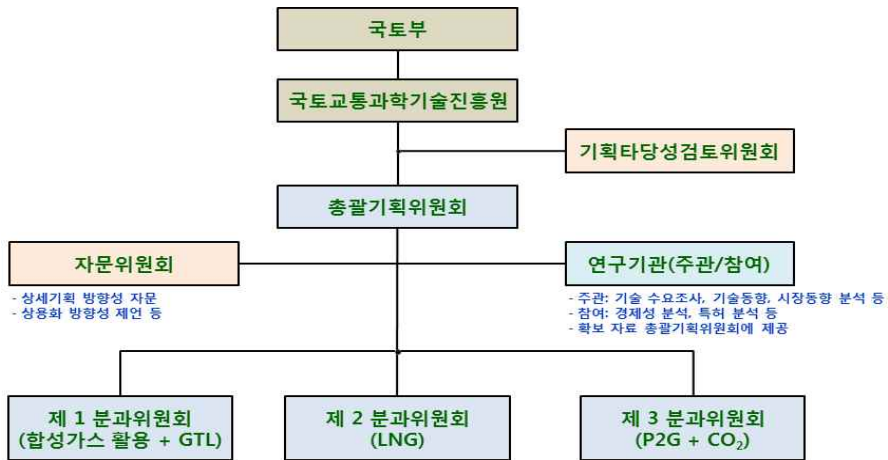 국토부
국토교통과학기술진흥원
기획타당성검토위원회
총괄기획위원회
자문위원회
- 상세기획 방향성 자문
- 상용화 방향성 제언 등
연구기관(주관/참여)
- 주관: 기술 수요조사, 기술동향, 시장동향 분석 등
- 참여: 경제성 분석, 특허 분석 등
- 확보 자료 총괄기획위원회에 제공
제 1 분과위원회
(합성가스 활용 + GTL)
제 2 분과위원회
(LNG)
제 3 분과위원회
(P2G + CO₂)